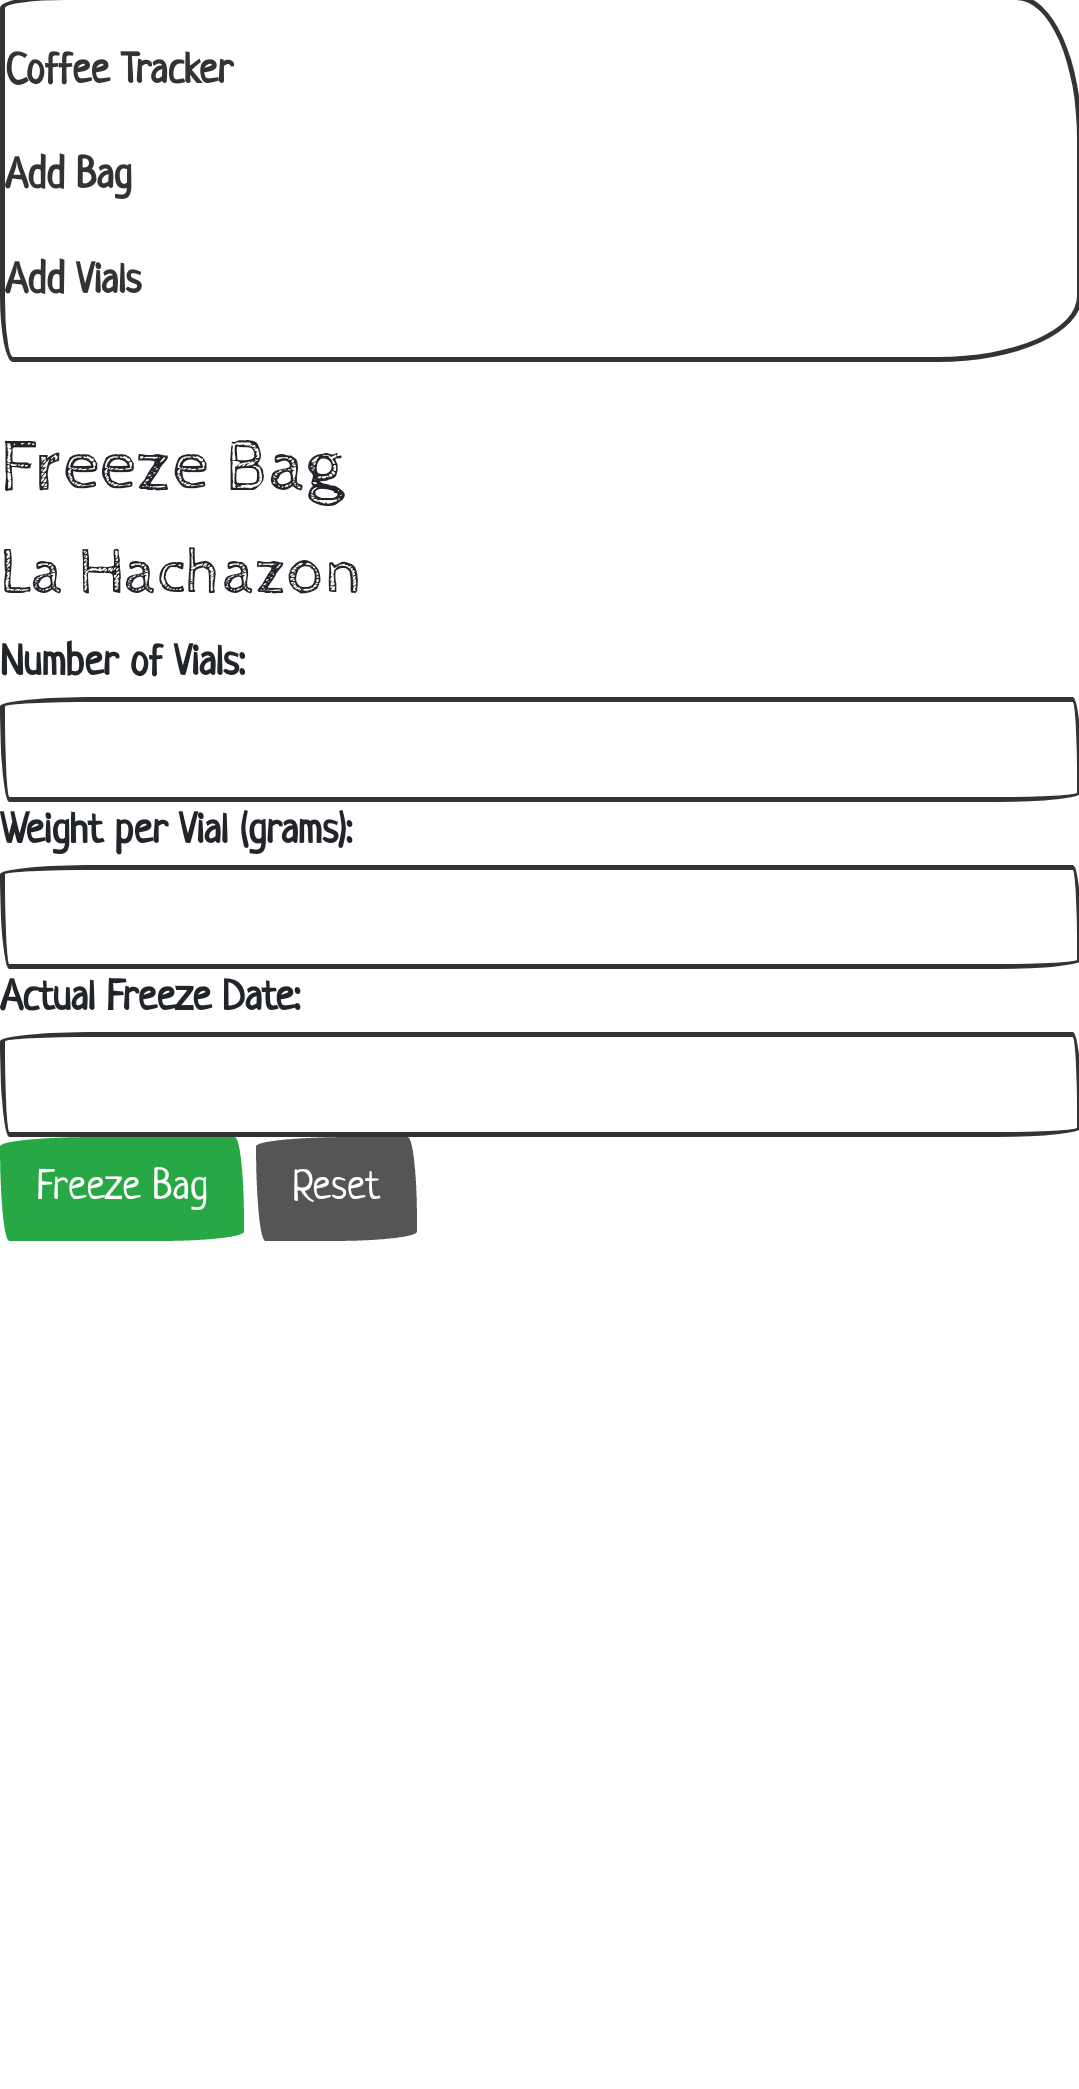 Coffee Tracker
Add Bag
Add Vials
Freeze Bag
La Hachazon
Number of Vials:
Weight per Vial (grams):
Actual Freeze Date:
Freeze Bag Reset